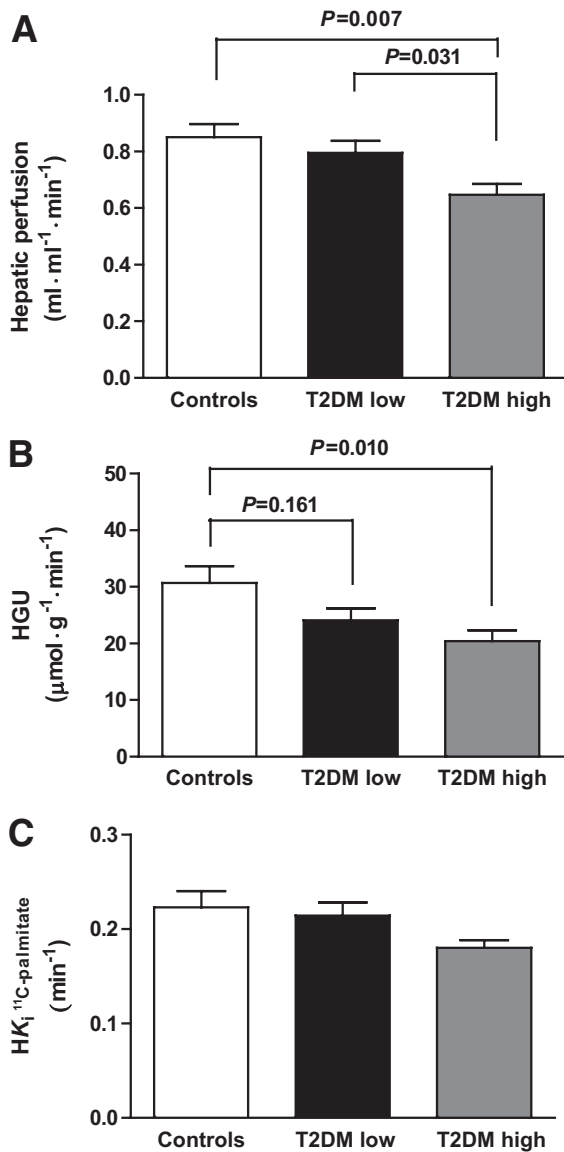 A
P=0.007
P=0.031
Hepatic perfusion
(ml·ml⁻¹·min⁻¹)
1.0
0.8
0.6
0.4
0.2
0.0
Controls T2DM low T2DM high
B
P=0.010
P=0.161
HGU
(μmol·g⁻¹·min⁻¹)
50
40
30
20
10
0
Controls T2DM low T2DM high
C
HKi ¹¹C-palmitate
(min⁻¹)
0.3
0.2
0.1
0.0
Controls T2DM low T2DM high